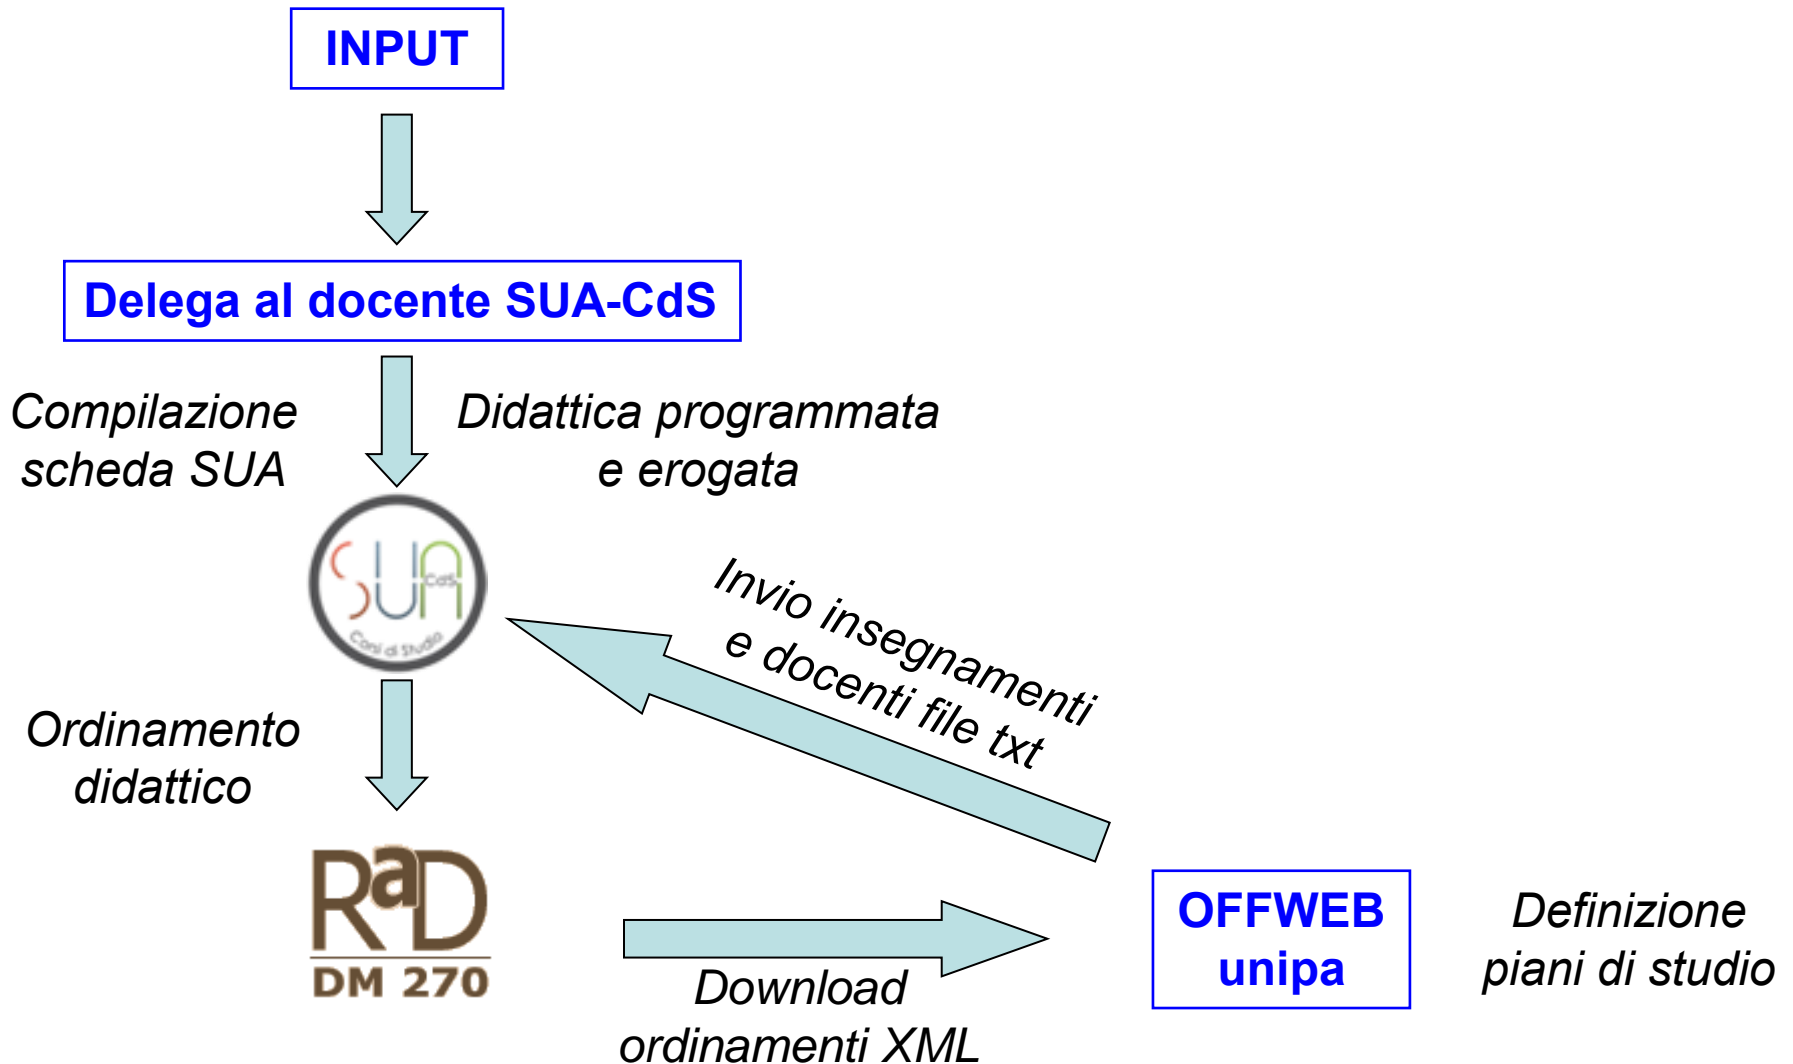 INPUT
Delega al docente SUA-CdS
Compilazione
scheda SUA
Didattica programmata
e erogata
SUA
CdS
Corsi di Studio
Invio insegnamenti
e docenti file txt
Ordinamento
didattico
RaD
DM 270
Download
ordinamenti XML
OFFWEB
unipa
Definizione
piani di studio